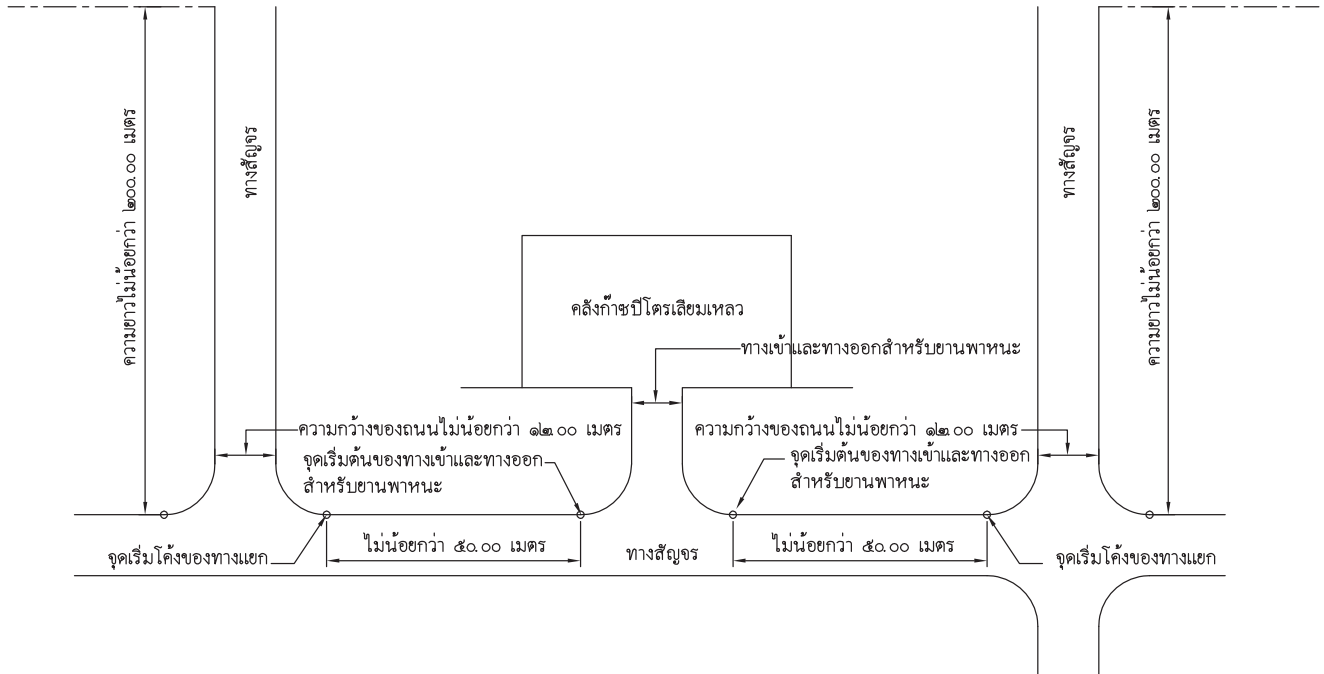 ความยาวไม่น้อยกว่า ๒๐๐.๐๐ เมตร
ทางสัญจร
ทางสัญจร
ความยาวไม่น้อยกว่า ๒๐๐.๐๐ เมตร
คลังก๊าซปิโตรเลียมเหลว
ทางเข้าและทางออกสำหรับยานพาหนะ
ความกว้างของถนนไม่น้อยกว่า ๑๒.๐๐ เมตร
ความกว้างของถนนไม่น้อยกว่า ๑๒.๐๐ เมตร
จุดเริ่มต้นของทางเข้าและทางออก
สำหรับยานพาหนะ
จุดเริ่มต้นของทางเข้าและทางออก
สำหรับยานพาหนะ
จุดเริ่มโค้งของทางแยก
ไม่น้อยกว่า ๕๐.๐๐ เมตร
ทางสัญจร
ไม่น้อยกว่า ๕๐.๐๐ เมตร
จุดเริ่มโค้งของทางแยก